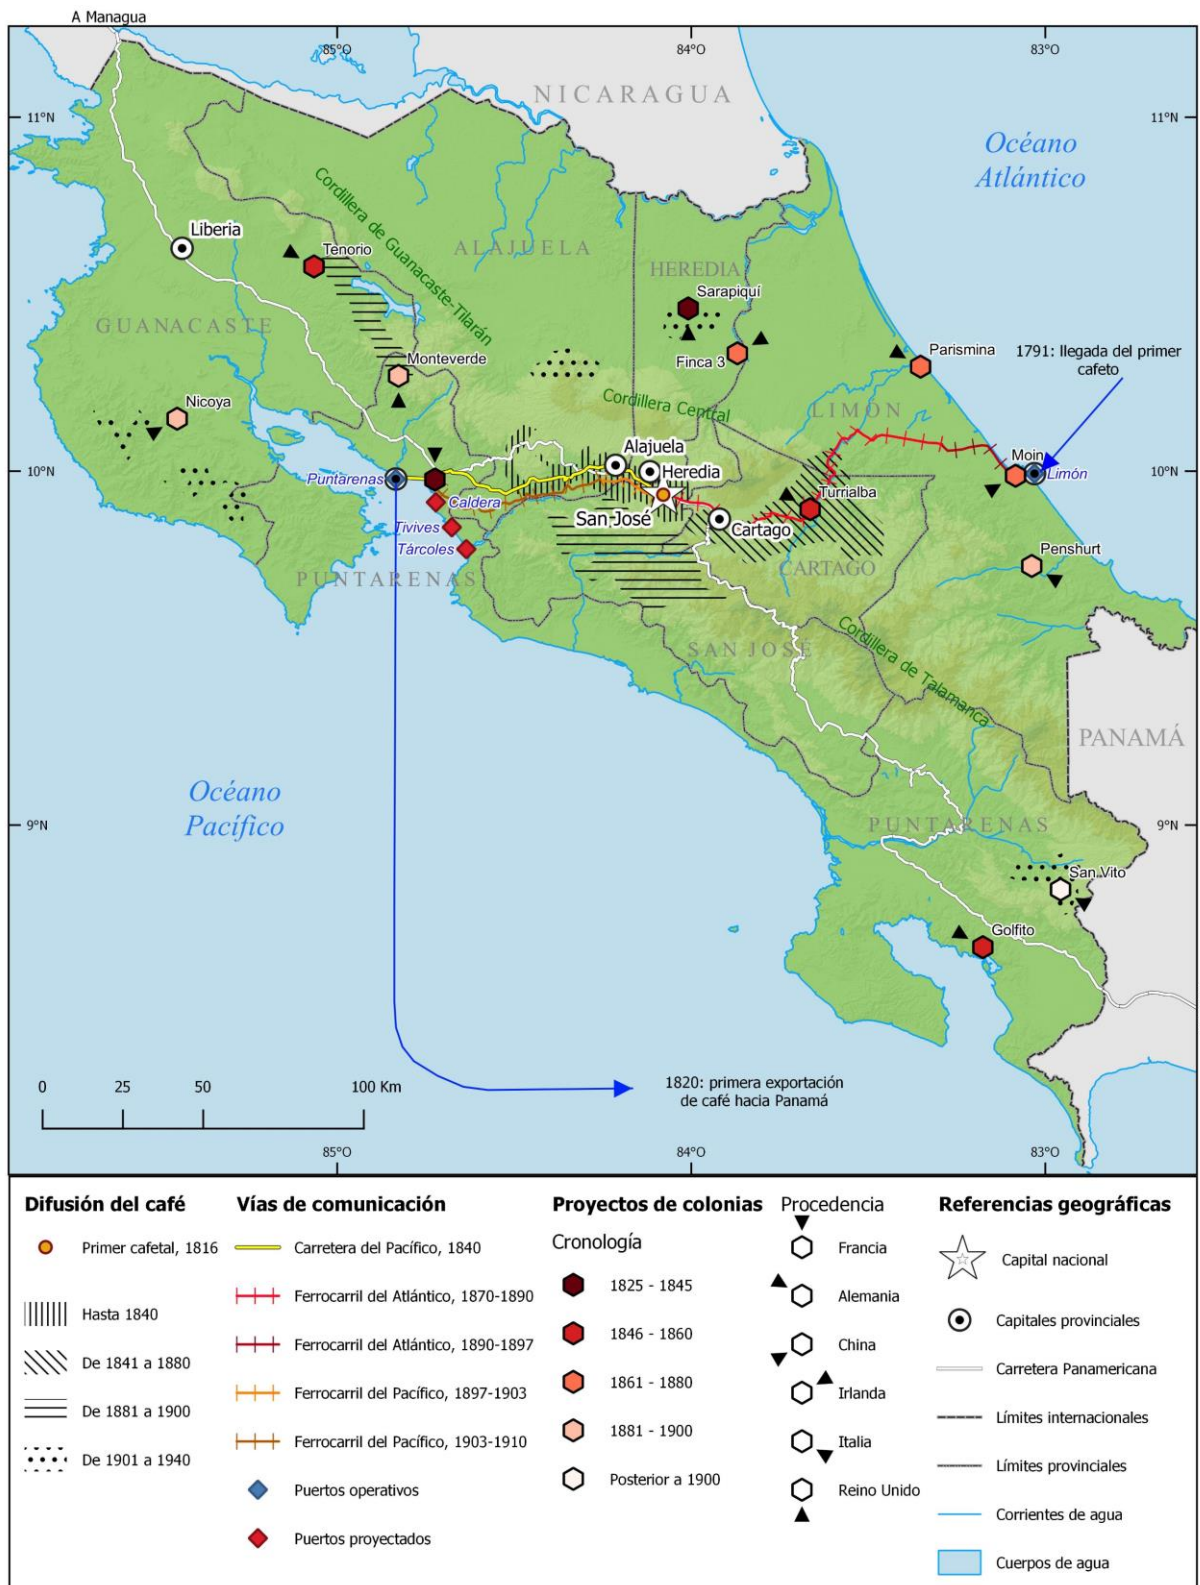 A Managua
85°O
84°O
83°O
NICARAGUA
11°N
11°N
Océano
Atlántico
Cordillera de Guanacaste-Tilarán
Liberia
Tenorio
ALAJUELA
HEREDIA
Sarapiquí
GUANACASTE
Monteverde
Finca 3
Parismina
1791: llegada del primer
cafeto
Nicoya
Cordillera Central
LIMÓN
Alajuela
10°N
10°N
Puntarenas
Heredia
Moin
Limón
Caldera
Turrialba
San José
Tivives
Cartago
Tárcoles
Penshurt
PUNTARENAS
CARTAGO
SAN JOSÉ
Cordillera de Talamanca
PANAMÁ
Océano
Pacífico
9°N
9°N
PUNTARENAS
San Vito
Golfito
0
25
50
100 Km
1820: primera exportación
de café hacia Panamá
85°O
84°O
83°O
Difusión del café
Primer cafetal, 1816
Hasta 1840
De 1841 a 1880
De 1881 a 1900
De 1901 a 1940
Vías de comunicación
Carretera del Pacífico, 1840
Ferrocarril del Atlántico, 1870-1890
Ferrocarril del Atlántico, 1890-1897
Ferrocarril del Pacífico, 1897-1903
Ferrocarril del Pacífico, 1903-1910
Puertos operativos
Puertos proyectados
Proyectos de colonias
Cronología
1825 - 1845
1846 - 1860
1861 - 1880
1881 - 1900
Posterior a 1900
Procedencia
Francia
Alemania
China
Irlanda
Italia
Reino Unido
Referencias geográficas
Capital nacional
Capitales provinciales
Carretera Panamericana
Límites internacionales
Límites provinciales
Corrientes de agua
Cuerpos de agua